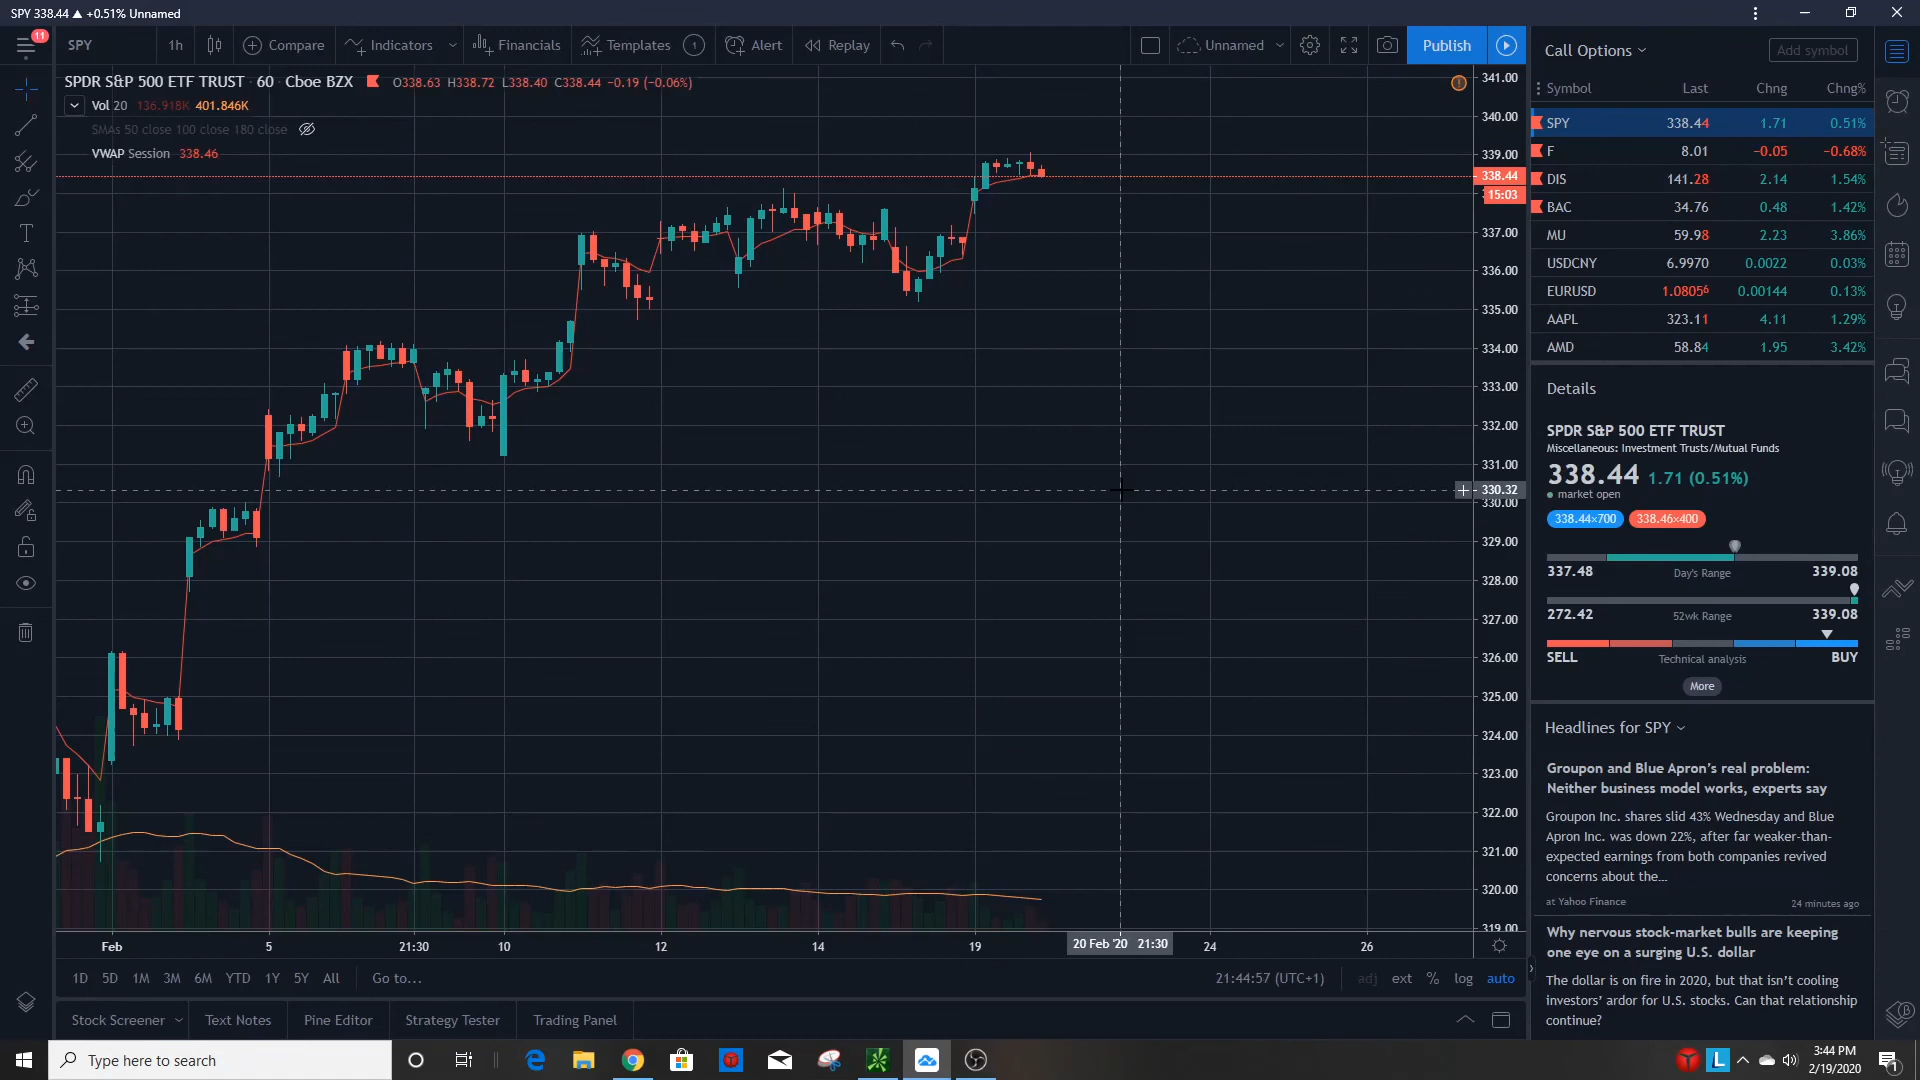 SPY 338.44 ▲ +0.51% Unnamed
11
SPY
1h
Compare
Indicators
Financials
Templates
1
Alert
Replay
Unnamed
Publish
SPDR S&P 500 ETF TRUST · 60 · Cboe BZX O338.63 H338.72 L338.40 C338.44 −0.19 (−0.06%)
Vol 20 136.918K 401.846K
SMAs 50 close 100 close 180 close
VWAP Session 338.46
341.00
340.00
339.00
338.44
15:03
337.00
336.00
335.00
334.00
333.00
332.00
331.00
330.32
330.00
329.00
328.00
327.00
326.00
325.00
324.00
323.00
322.00
321.00
320.00
319.00
Feb 5 21:30 10 12 14 19 20 Feb '20 21:30 24 26
1D 5D 1M 3M 6M YTD 1Y 5Y All Go to...
21:44:57 (UTC+1) adj ext % log auto
Stock Screener Text Notes Pine Editor Strategy Tester Trading Panel
Call Options
Add symbol
Symbol Last Chng Chng%
SPY 338.44 1.71 0.51%
F 8.01 −0.05 −0.68%
DIS 141.28 2.14 1.54%
BAC 34.76 0.48 1.42%
MU 59.98 2.23 3.86%
USDCNY 6.9970 0.0022 0.03%
EURUSD 1.08056 0.00144 0.13%
AAPL 323.11 4.11 1.29%
AMD 58.84 1.95 3.42%
Details
SPDR S&P 500 ETF TRUST
Miscellaneous: Investment Trusts/Mutual Funds
338.44 1.71 (0.51%)
market open
338.44×700 338.46×400
337.48 Day's Range 339.08
272.42 52wk Range 339.08
SELL Technical analysis BUY
More
Headlines for SPY
Groupon and Blue Apron's real problem:
Neither business model works, experts say
Groupon Inc. shares slid 43% Wednesday and Blue
Apron Inc. was down 22%, after far weaker-than-
expected earnings from both companies revived
concerns about the...
at Yahoo Finance 24 minutes ago
Why nervous stock-market bulls are keeping
one eye on a surging U.S. dollar
The dollar is on fire in 2020, but that isn't cooling
investors' ardor for U.S. stocks. Can that relationship
continue?
Type here to search
L
3:44 PM
2/19/2020
1